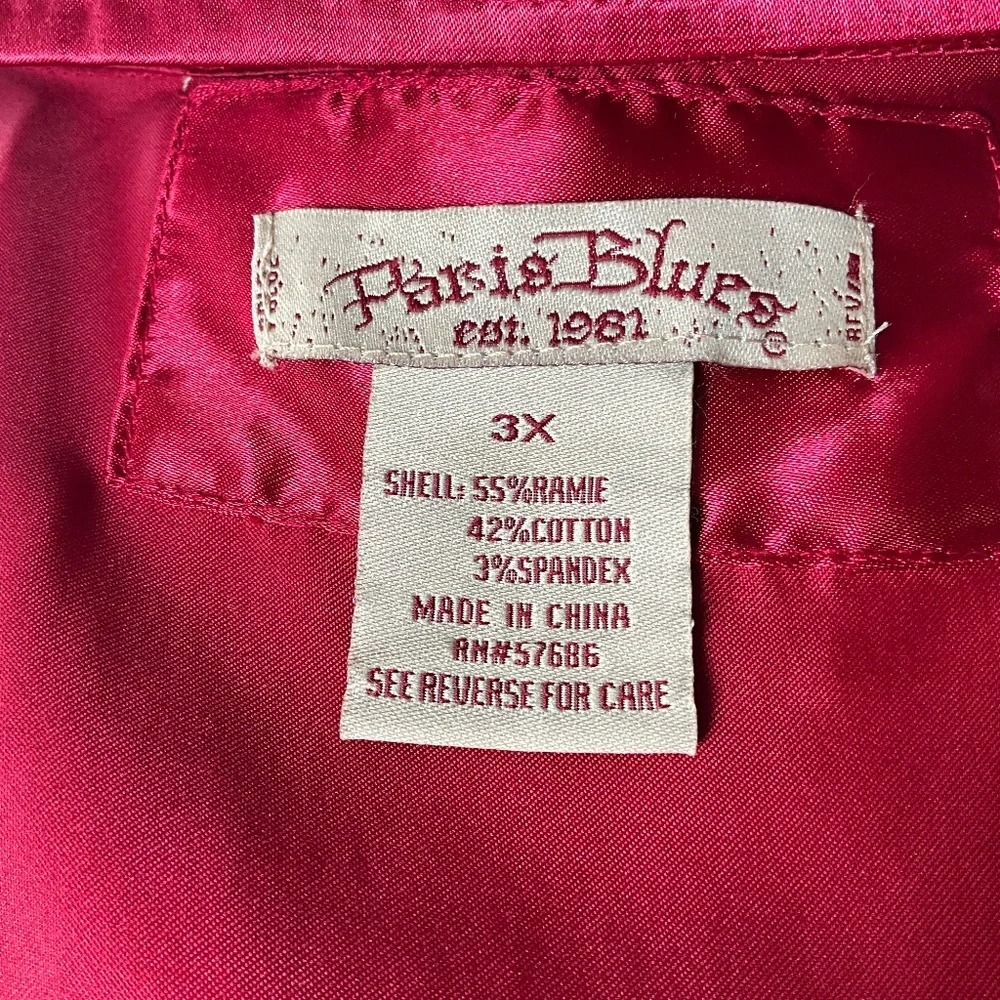 Paris Blues
est. 1981
®
3X
SHELL: 55%RAMIE
42%COTTON
3%SPANDEX
MADE IN CHINA
RN#57686
SEE REVERSE FOR CARE